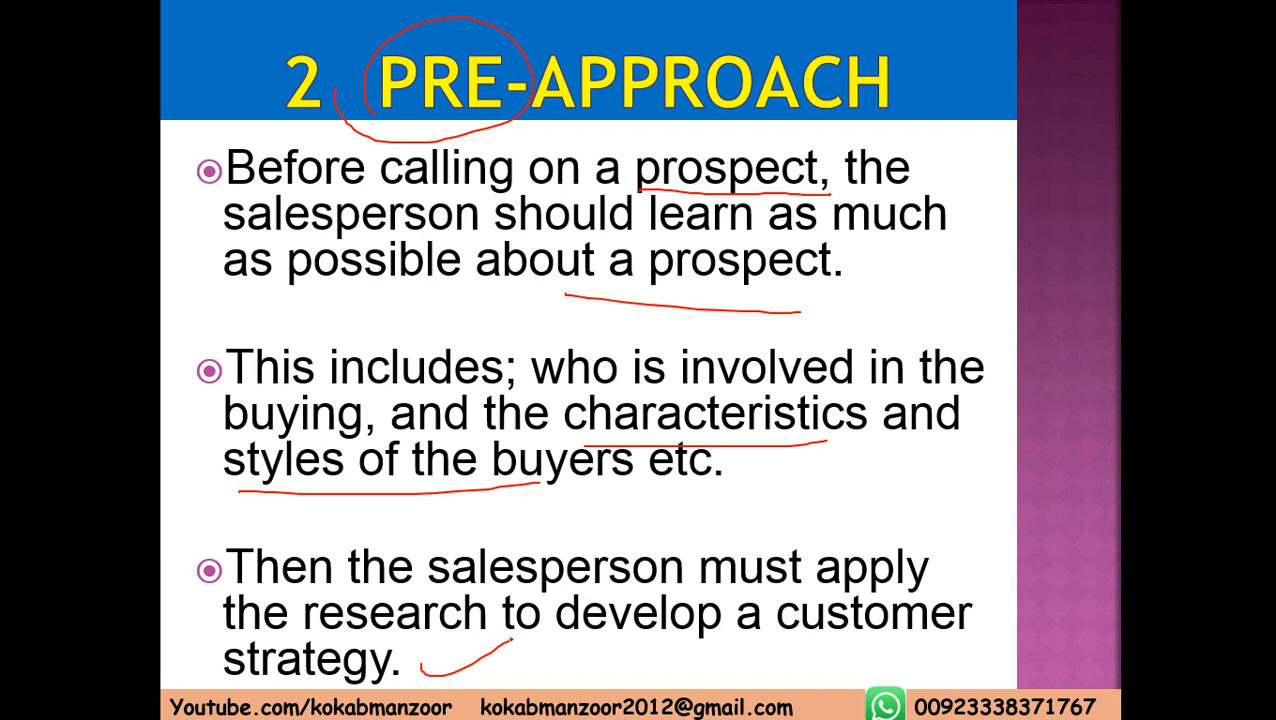 2 PRE-APPROACH
Before calling on a prospect, the
salesperson should learn as much
as possible about a prospect.
This includes; who is involved in the
buying, and the characteristics and
styles of the buyers etc.
Then the salesperson must apply
the research to develop a customer
strategy.
Youtube.com/kokabmanzoor kokabmanzoor2012@gmail.com 00923338371767